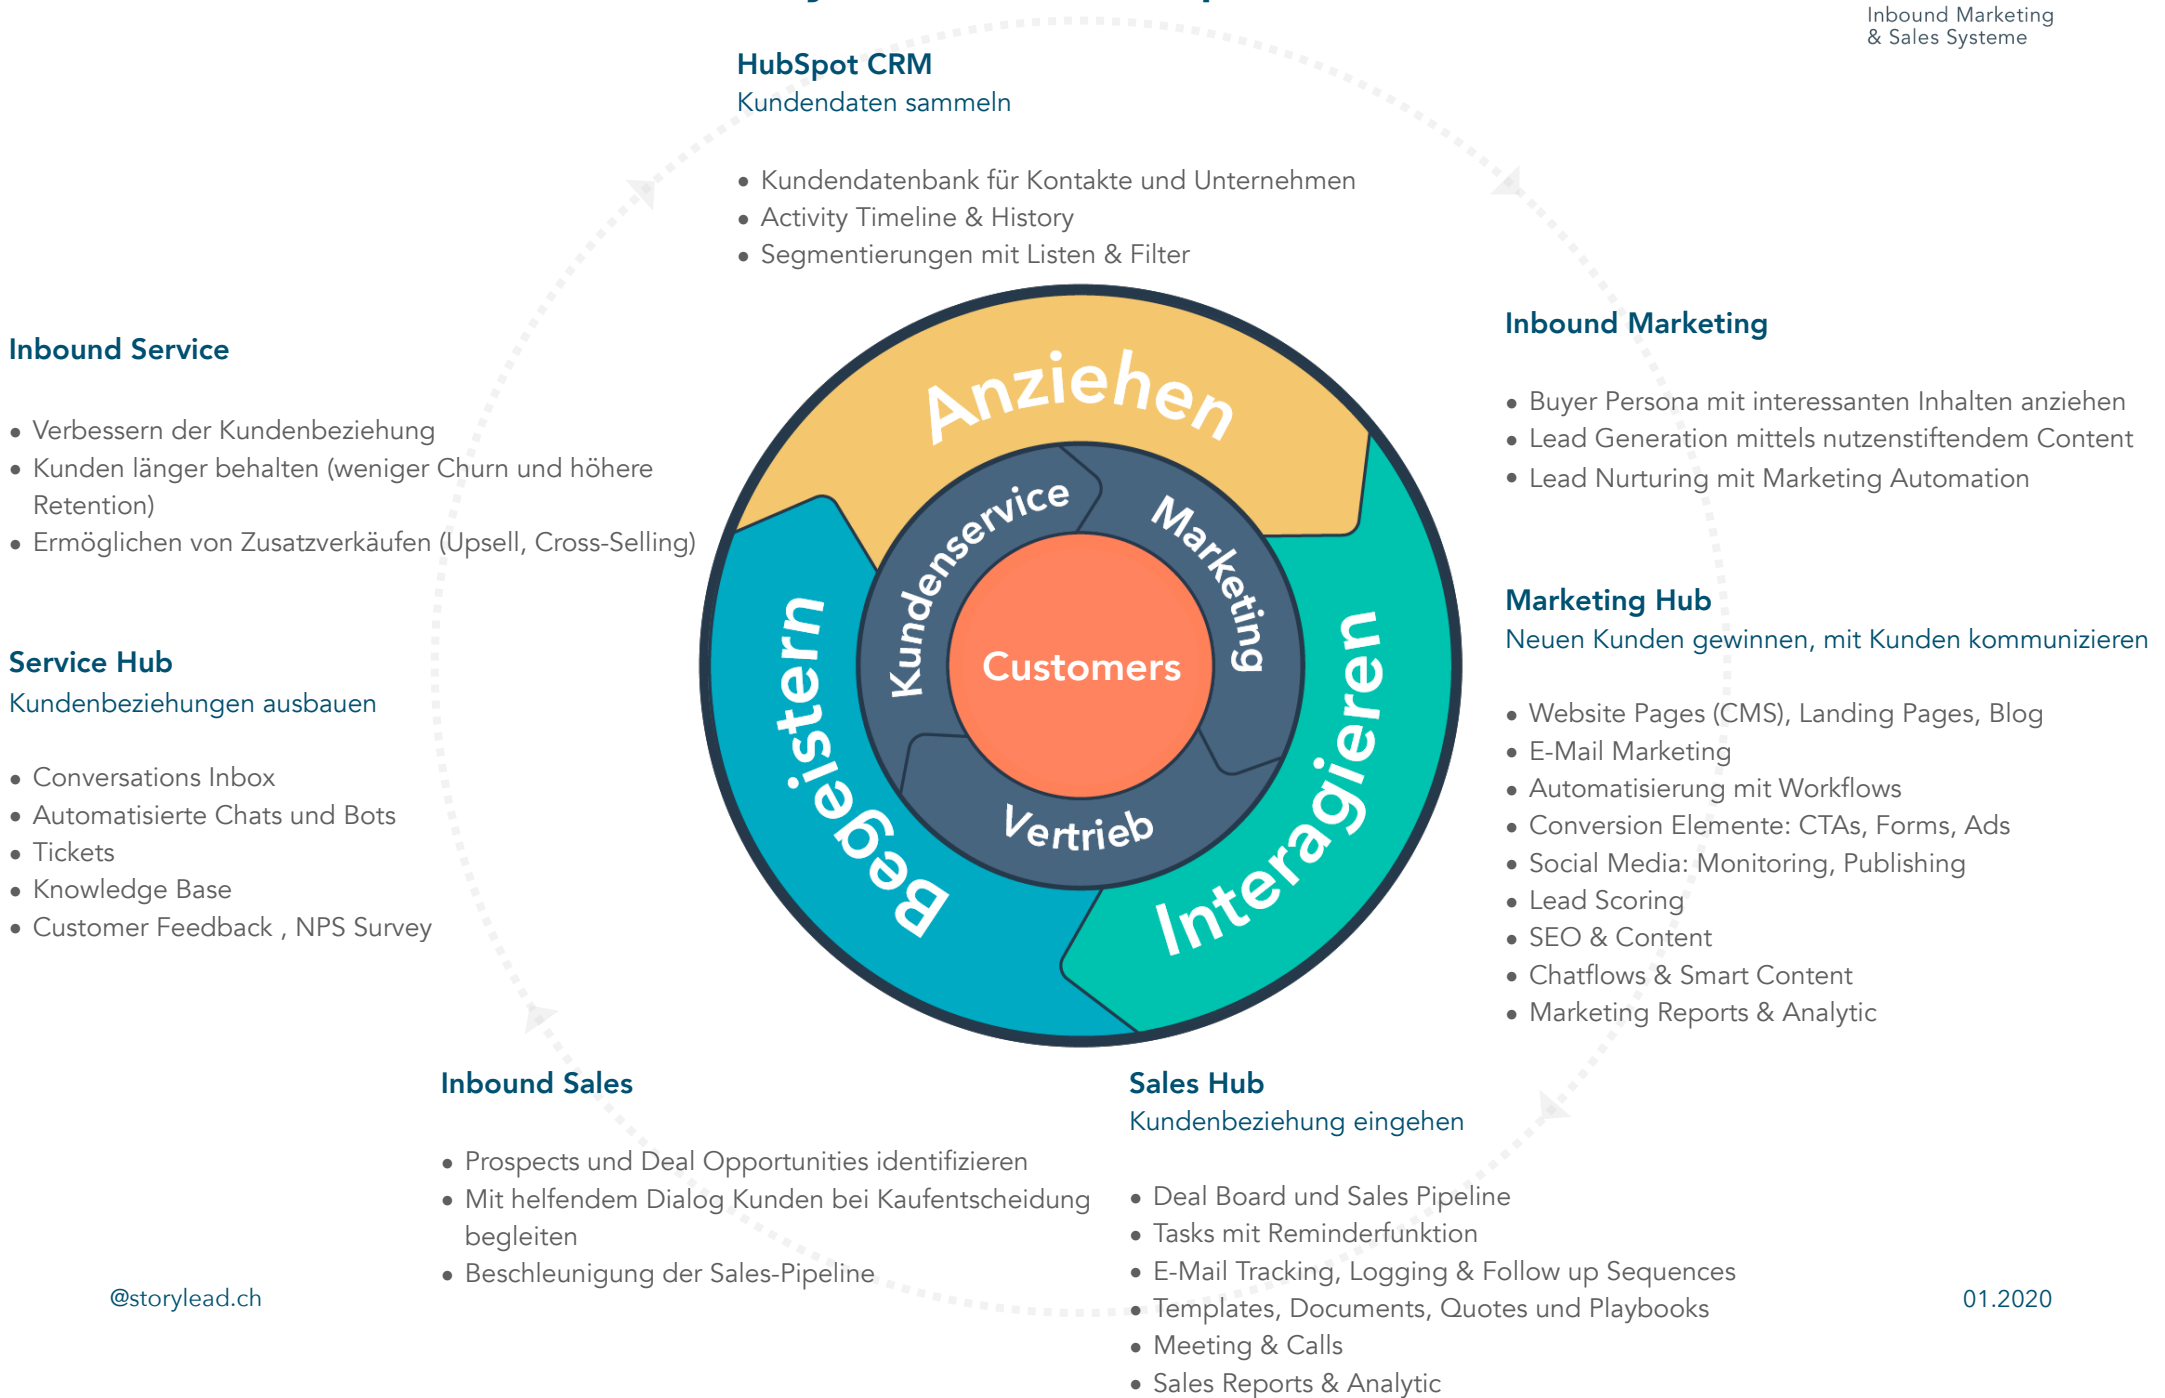 Inbound Marketing
& Sales Systeme
HubSpot CRM
Kundendaten sammeln
• Kundendatenbank für Kontakte und Unternehmen
• Activity Timeline & History
• Segmentierungen mit Listen & Filter
Inbound Service
• Verbessern der Kundenbeziehung
• Kunden länger behalten (weniger Churn und höhere
Retention)
• Ermöglichen von Zusatzverkäufen (Upsell, Cross-Selling)
Service Hub
Kundenbeziehungen ausbauen
• Conversations Inbox
• Automatisierte Chats und Bots
• Tickets
• Knowledge Base
• Customer Feedback , NPS Survey
Anziehen
Interagieren
Begeistern
Kundenservice
Marketing
Vertrieb
Customers
Inbound Marketing
• Buyer Persona mit interessanten Inhalten anziehen
• Lead Generation mittels nutzenstiftendem Content
• Lead Nurturing mit Marketing Automation
Marketing Hub
Neuen Kunden gewinnen, mit Kunden kommunizieren
• Website Pages (CMS), Landing Pages, Blog
• E-Mail Marketing
• Automatisierung mit Workflows
• Conversion Elemente: CTAs, Forms, Ads
• Social Media: Monitoring, Publishing
• Lead Scoring
• SEO & Content
• Chatflows & Smart Content
• Marketing Reports & Analytic
Inbound Sales
• Prospects und Deal Opportunities identifizieren
• Mit helfendem Dialog Kunden bei Kaufentscheidung
begleiten
• Beschleunigung der Sales-Pipeline
Sales Hub
Kundenbeziehung eingehen
• Deal Board und Sales Pipeline
• Tasks mit Reminderfunktion
• E-Mail Tracking, Logging & Follow up Sequences
• Templates, Documents, Quotes und Playbooks
• Meeting & Calls
• Sales Reports & Analytic
@storylead.ch
01.2020